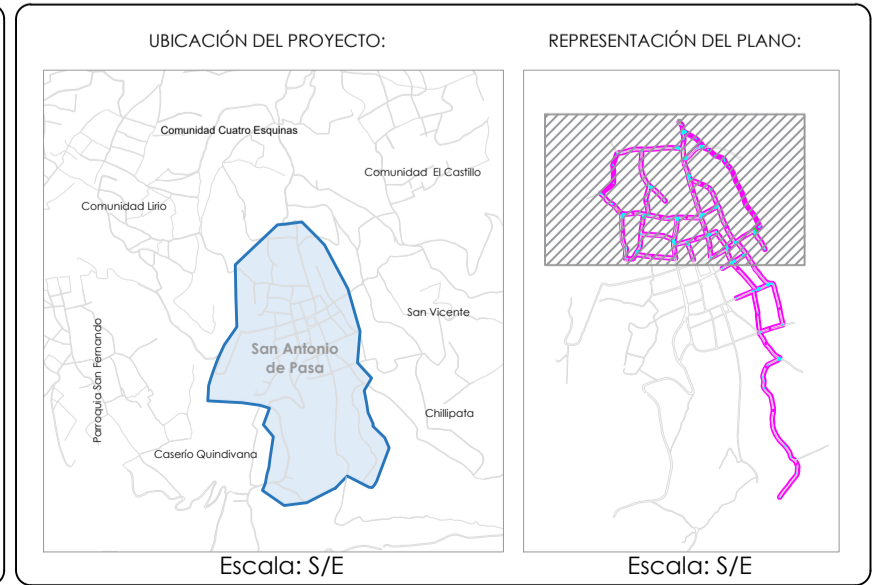 UBICACIÓN DEL PROYECTO:
REPRESENTACIÓN DEL PLANO:
Comunidad Cuatro Esquinas
Comunidad El Castillo
Comunidad Lirio
San Vicente
Parroquia San Fernando
San Antonio
de Pasa
Chillipata
Caserío Quindivana
Escala: S/E
Escala: S/E